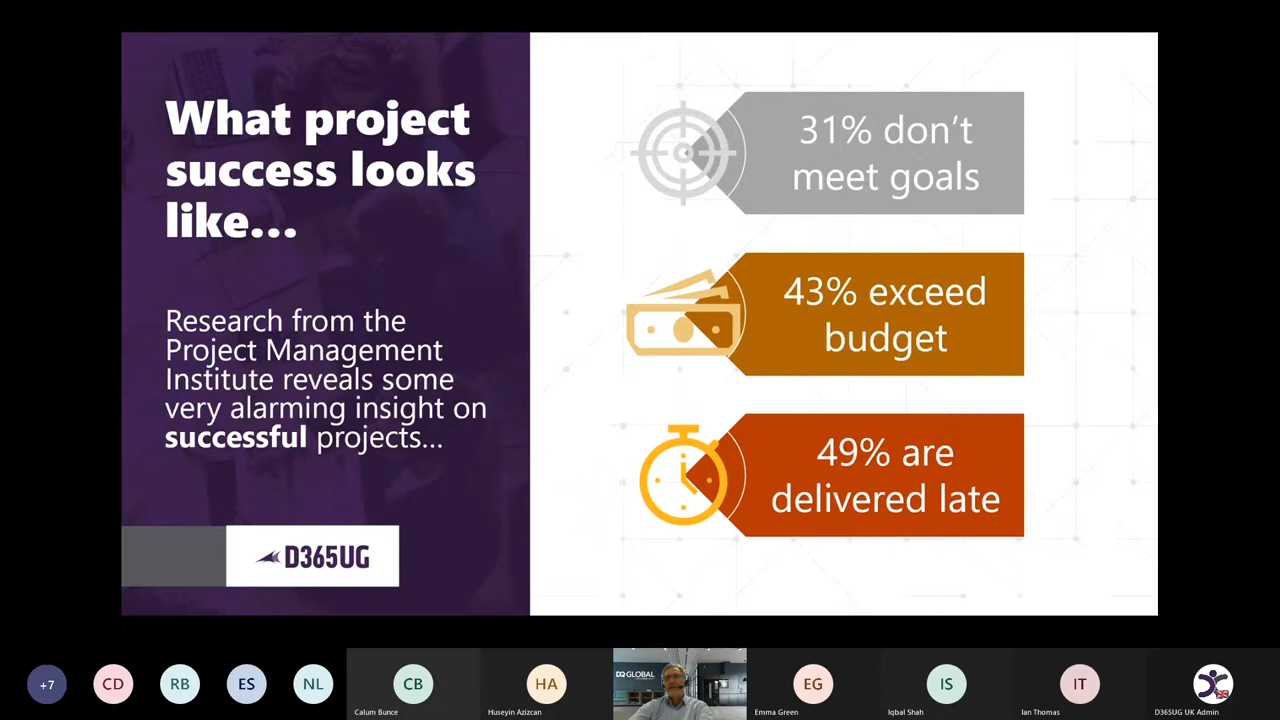 What project
success looks
like...
Research from the
Project Management
Institute reveals some
very alarming insight on
successful projects...
D365UG
31% don't
meet goals
43% exceed
budget
49% are
delivered late
+7
CD
RB
ES
NL
CB
Calum Bunce
HA
Huseyin Azizcan
DQ GLOBAL
EG
Emma Green
IS
Iqbal Shah
IT
Ian Thomas
D365UG UK Admin